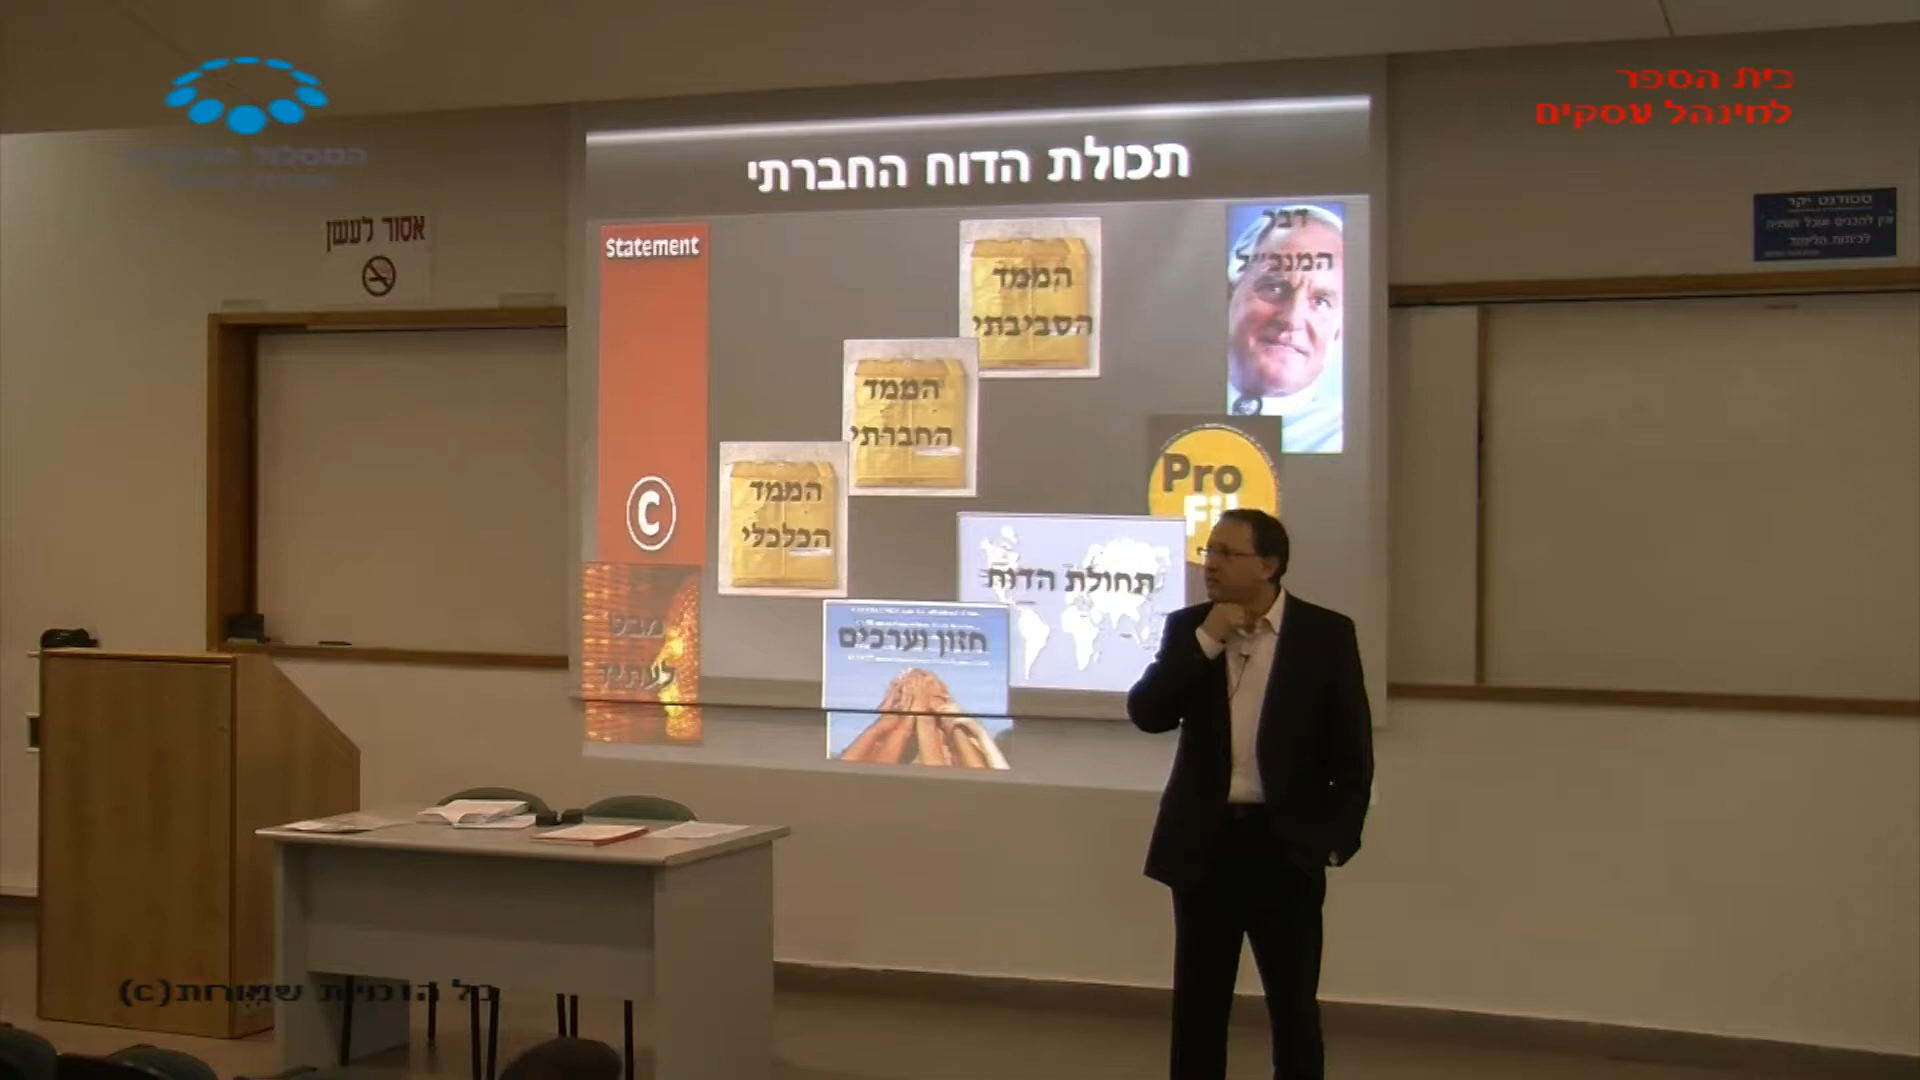 בית הספר
למינהל עסקים
אסור לעשן
סטודנט יקר
תכולת הדוח החברתי
Statement
הממד
הסביבתי
דבר
המנכ״ל
הממד
החברתי
הממד
הכלכלי
Pro
Fil
C
תחולת הדוח
חזון וערכים
מבט
לעתיד
כל הזכויות שמורות(c)